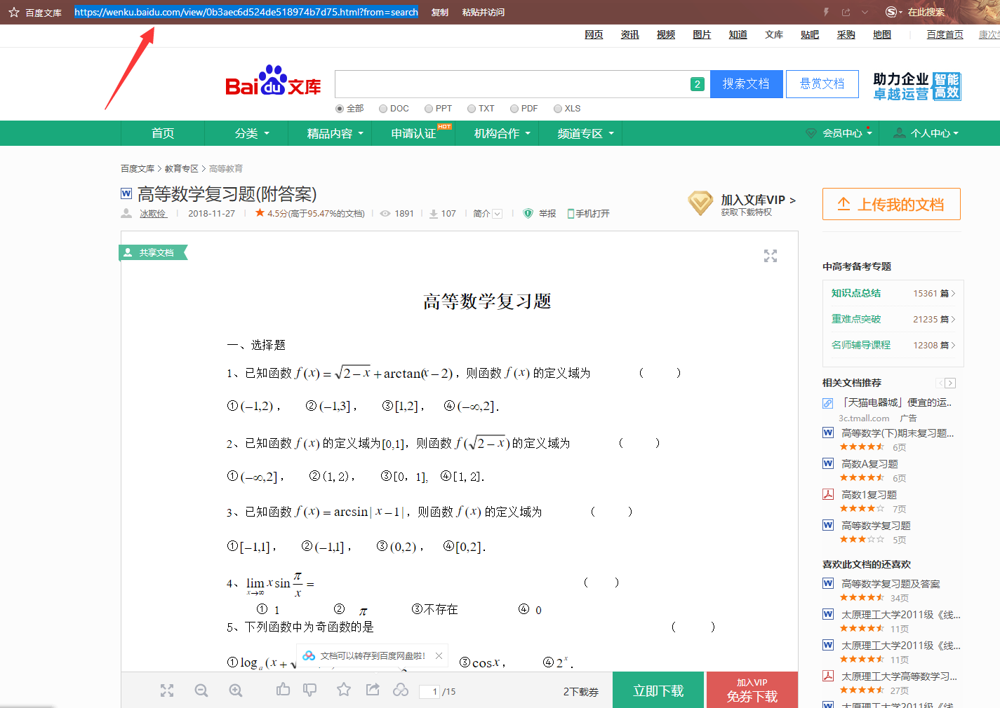 百度文库 https://wenku.baidu.com/view/0b3aec6d524de518974b7d75.html?from=search 复制 粘贴并访问 在此搜索
网页 资讯 视频 图片 知道 文库 贴吧 采购 地图 百度首页
Bai du 文库 2 搜索文档 悬赏文档 助力企业 卓越运营 智能 高效
全部 DOC PPT TXT PDF XLS
首页 分类 精品内容 申请认证 HOT 机构合作 频道专区 会员中心 个人中心
百度文库 > 教育专区 > 高等教育
高等数学复习题(附答案)
冰欺伶 2018-11-27 4.5分(高于95.47%的文档) 1891 107 简介 举报 手机打开
加入文库VIP >
获取下载特权
上传我的文档
共享文档
高等数学复习题
一、选择题
1、已知函数 f(x)=√(2−x)+arctan(x−2)，则函数 f(x) 的定义域为 （ ）
①(−1,2)， ②(−1,3]， ③[1,2]， ④(−∞,2]．
2、已知函数 f(x) 的定义域为[0,1]，则函数 f(√(2−x))的定义域为 （ ）
①(−∞,2]， ②(1,2)， ③[0，1]， ④[1,2]．
3、已知函数 f(x)=arcsin|x−1|，则函数 f(x) 的定义域为 （ ）
①[−1,1]， ②(−1,1]， ③(0,2)， ④[0,2]．
4、lim x→∞ x sin π/x = （ ）
① 1 ② π ③不存在 ④ 0
5、下列函数中为奇函数的是 （ ）
①log a (x+√ ③cos x， ④2^x．
文档可以转存到百度网盘啦！
1 /15 2下载券 立即下载 加入VIP 免券下载
中高考备考专题
知识点总结 15361 篇 >
重难点突破 21235 篇 >
名师辅导课程 12308 篇 >
相关文档推荐
「天猫电器城」便宜的运..
3c.tmall.com 广告
高等数学(下)期末复习题...
6页
高数A复习题
6页
高数1复习题
7页
高等数学复习题
5页
喜欢此文档的还喜欢
高等数学复习题及答案
34页
太原理工大学2011级《线...
11页
太原理工大学2011级《线...
11页
太原理工大学高等数学习...
27页
太原理工大学2011级《线...